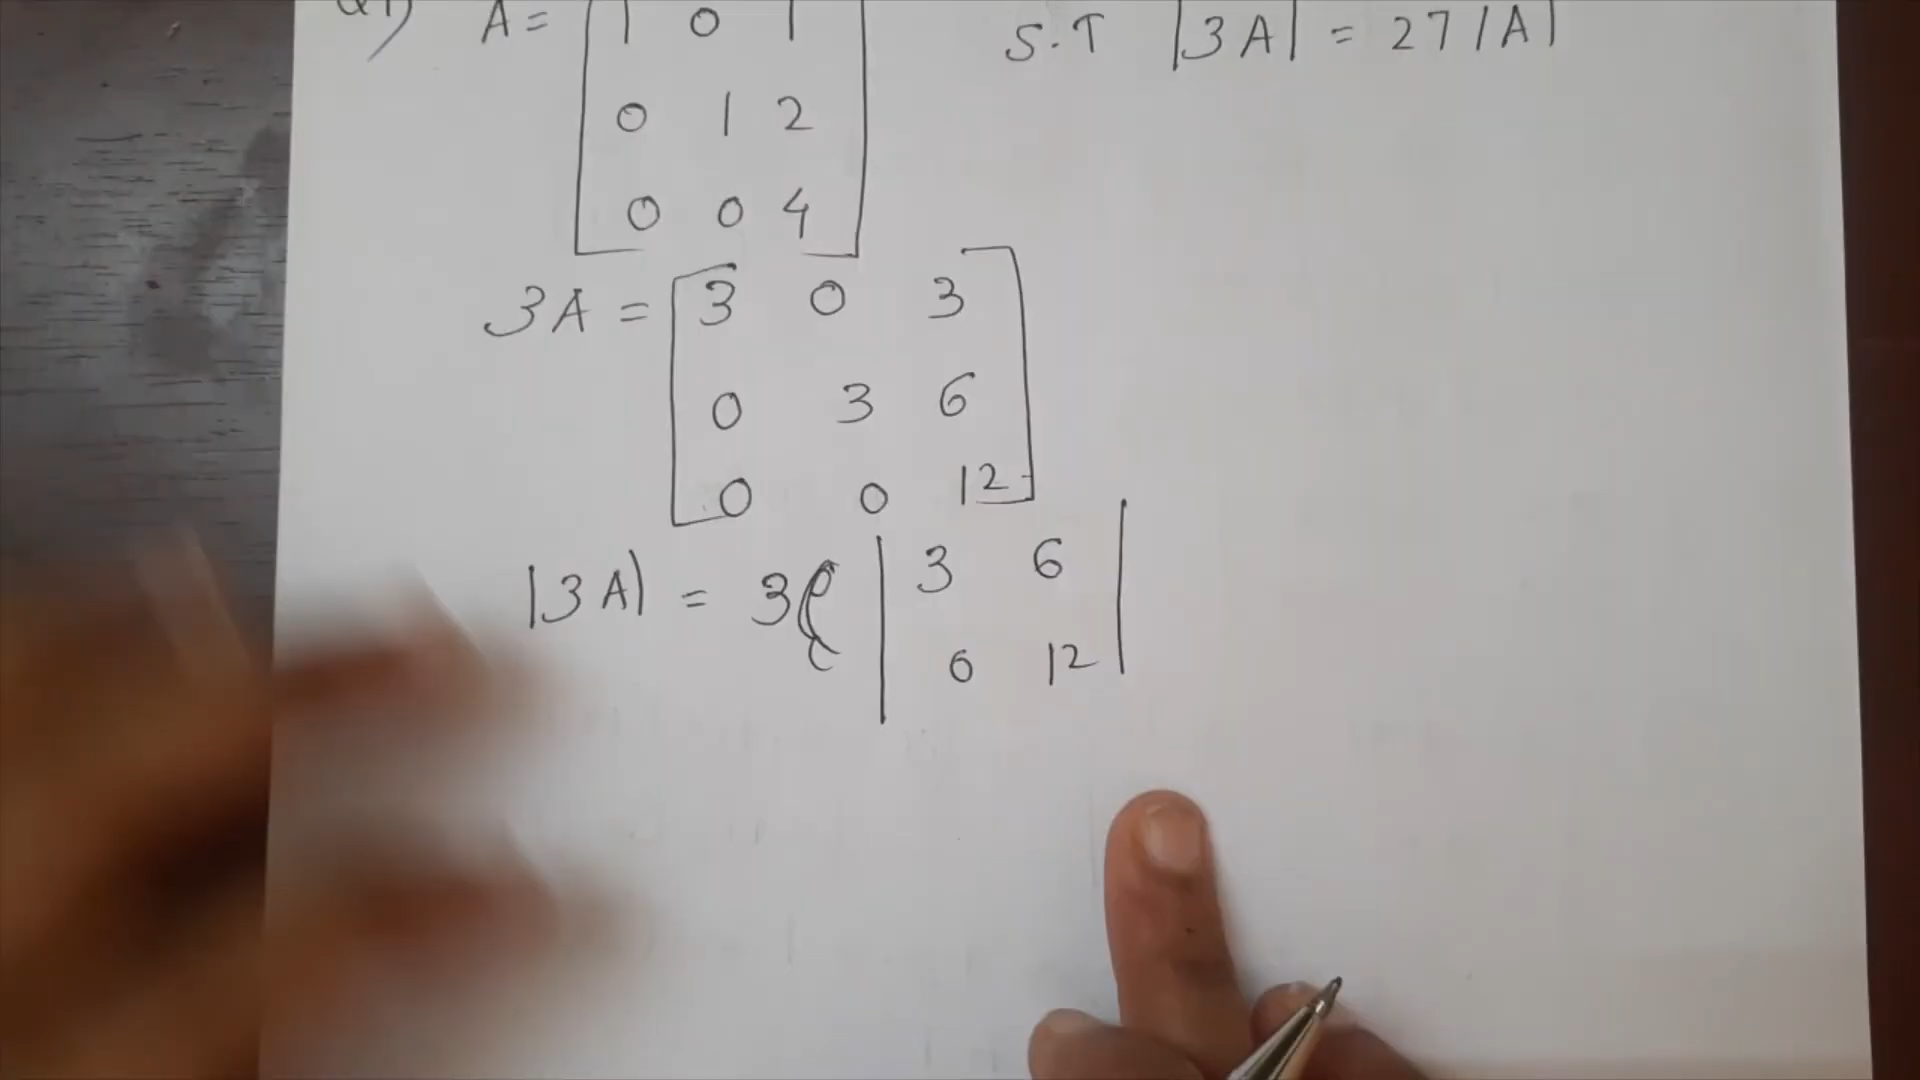 A = [ 1 0 1 S.T |3A| = 27|A|
0 1 2
0 0 4 ]
3A = [ 3 0 3
0 3 6
0 0 12 ]
|3A| = 3 | 3 6
0 12 |